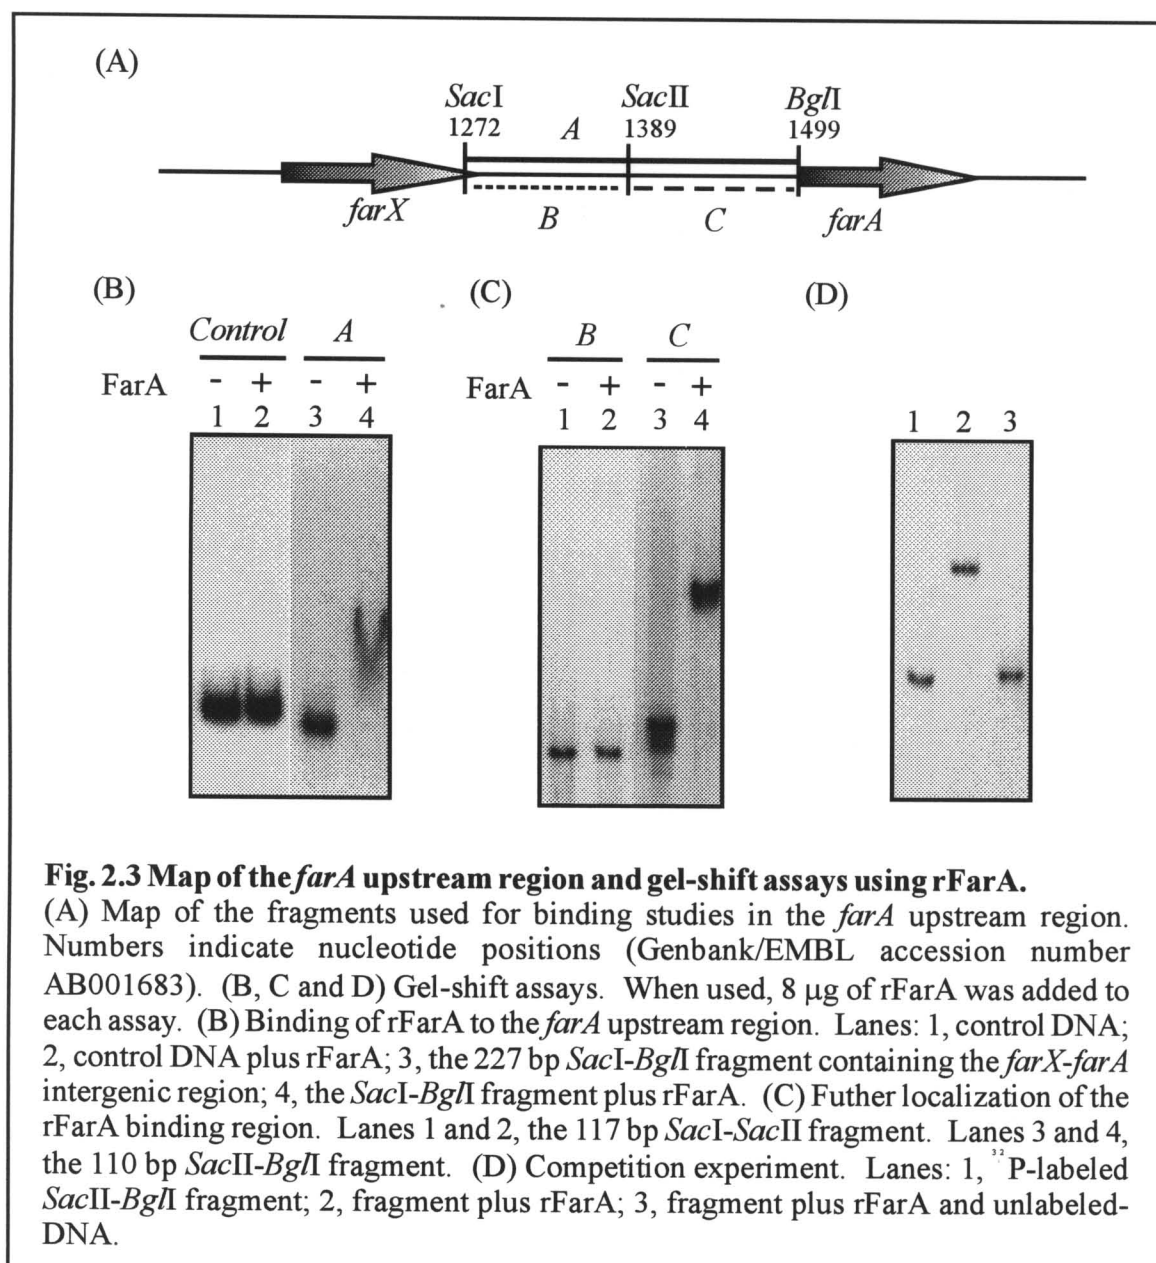 (A)
SacI SacII BglI
1272 A 1389 1499
farX B C farA
(B) (C) (D)
Control A B C
FarA - + - + FarA - + - +
1 2 3 4 1 2 3 4 1 2 3
Fig. 2.3 Map of the farA upstream region and gel-shift assays using rFarA.
(A) Map of the fragments used for binding studies in the farA upstream region.
Numbers indicate nucleotide positions (Genbank/EMBL accession number
AB001683). (B, C and D) Gel-shift assays. When used, 8 µg of rFarA was added to
each assay. (B) Binding of rFarA to the farA upstream region. Lanes: 1, control DNA;
2, control DNA plus rFarA; 3, the 227 bp SacI-BglI fragment containing the farX-farA
intergenic region; 4, the SacI-BglI fragment plus rFarA. (C) Futher localization of the
rFarA binding region. Lanes 1 and 2, the 117 bp SacI-SacII fragment. Lanes 3 and 4,
the 110 bp SacII-BglI fragment. (D) Competition experiment. Lanes: 1, ³²P-labeled
SacII-BglI fragment; 2, fragment plus rFarA; 3, fragment plus rFarA and unlabeled-
DNA.